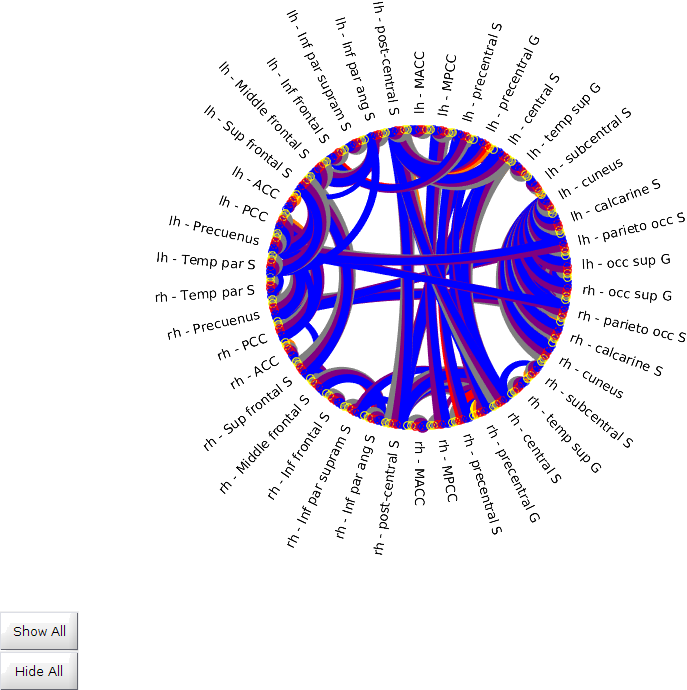 lh - post-central S
lh - MACC
lh - MPCC
lh - precentral S
lh - precentral G
lh - central S
lh - temp sup G
lh - subcentral S
lh - cuneus
lh - calcarine S
lh - parieto occ S
lh - occ sup G
rh - occ sup G
rh - parieto occ S
rh - calcarine S
rh - cuneus
rh - subcentral S
rh - temp sup G
rh - central S
rh - precentral G
rh - precentral S
rh - MPCC
rh - MACC
rh - post-central S
rh - Inf par ang S
rh - Inf par supram S
rh - Inf frontal S
rh - Middle frontal S
rh - Sup frontal S
rh - ACC
rh - PCC
rh - Precuenus
rh - Temp par S
lh - Temp par S
lh - Precuenus
lh - PCC
lh - ACC
lh - Sup frontal S
lh - Middle frontal S
lh - Inf frontal S
lh - Inf par supram S
lh - Inf par ang S
Show All
Hide All